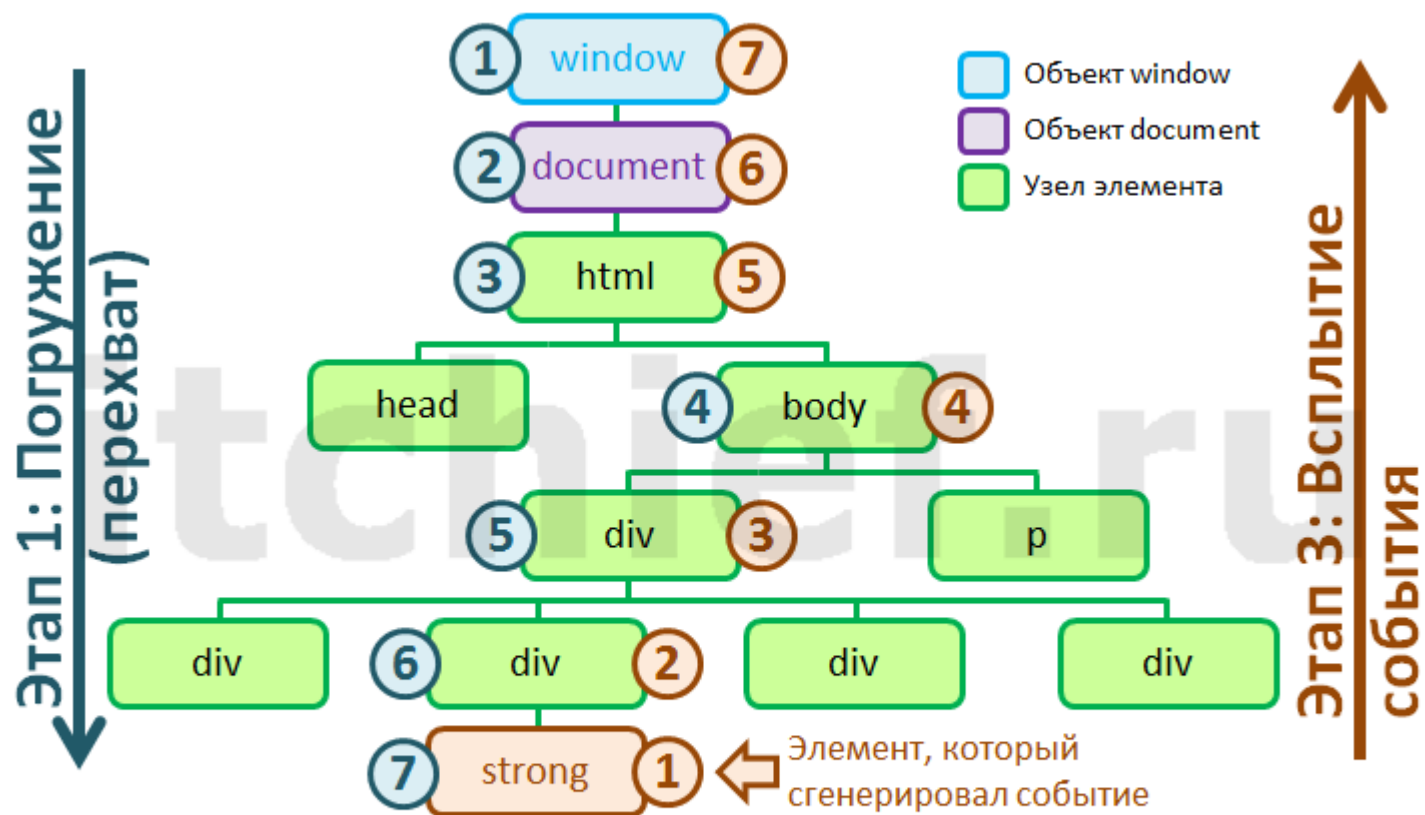 1 window 7
Объект window
2 document 6
Объект document
Узел элемента
3 html 5
head
4 body 4
5 div 3
p
div
6 div 2
div
div
7 strong 1
Элемент, который
сгенерировал событие
Этап 1: Погружение
(перехват)
Этап 3: Всплытие
события
itchief.ru